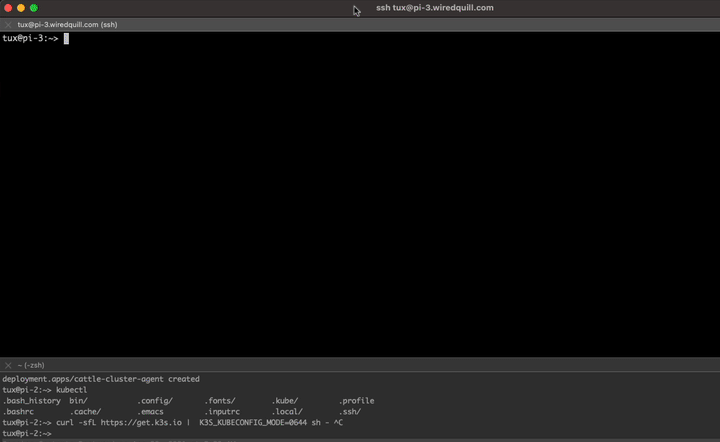 ssh tux@pi-3.wiredquill.com
tux@pi-3.wiredquill.com (ssh)
tux@pi-3:~>
~ (-zsh)
deployment.apps/cattle-cluster-agent created
tux@pi-2:~> kubectl
.bash_history  bin/           .config/       .fonts/        .kube/         .profile
.bashrc        .cache/        .emacs         .inputrc       .local/        .ssh/
tux@pi-2:~> curl -sfL https://get.k3s.io |  K3S_KUBECONFIG_MODE=0644 sh - ^C
tux@pi-2:~>